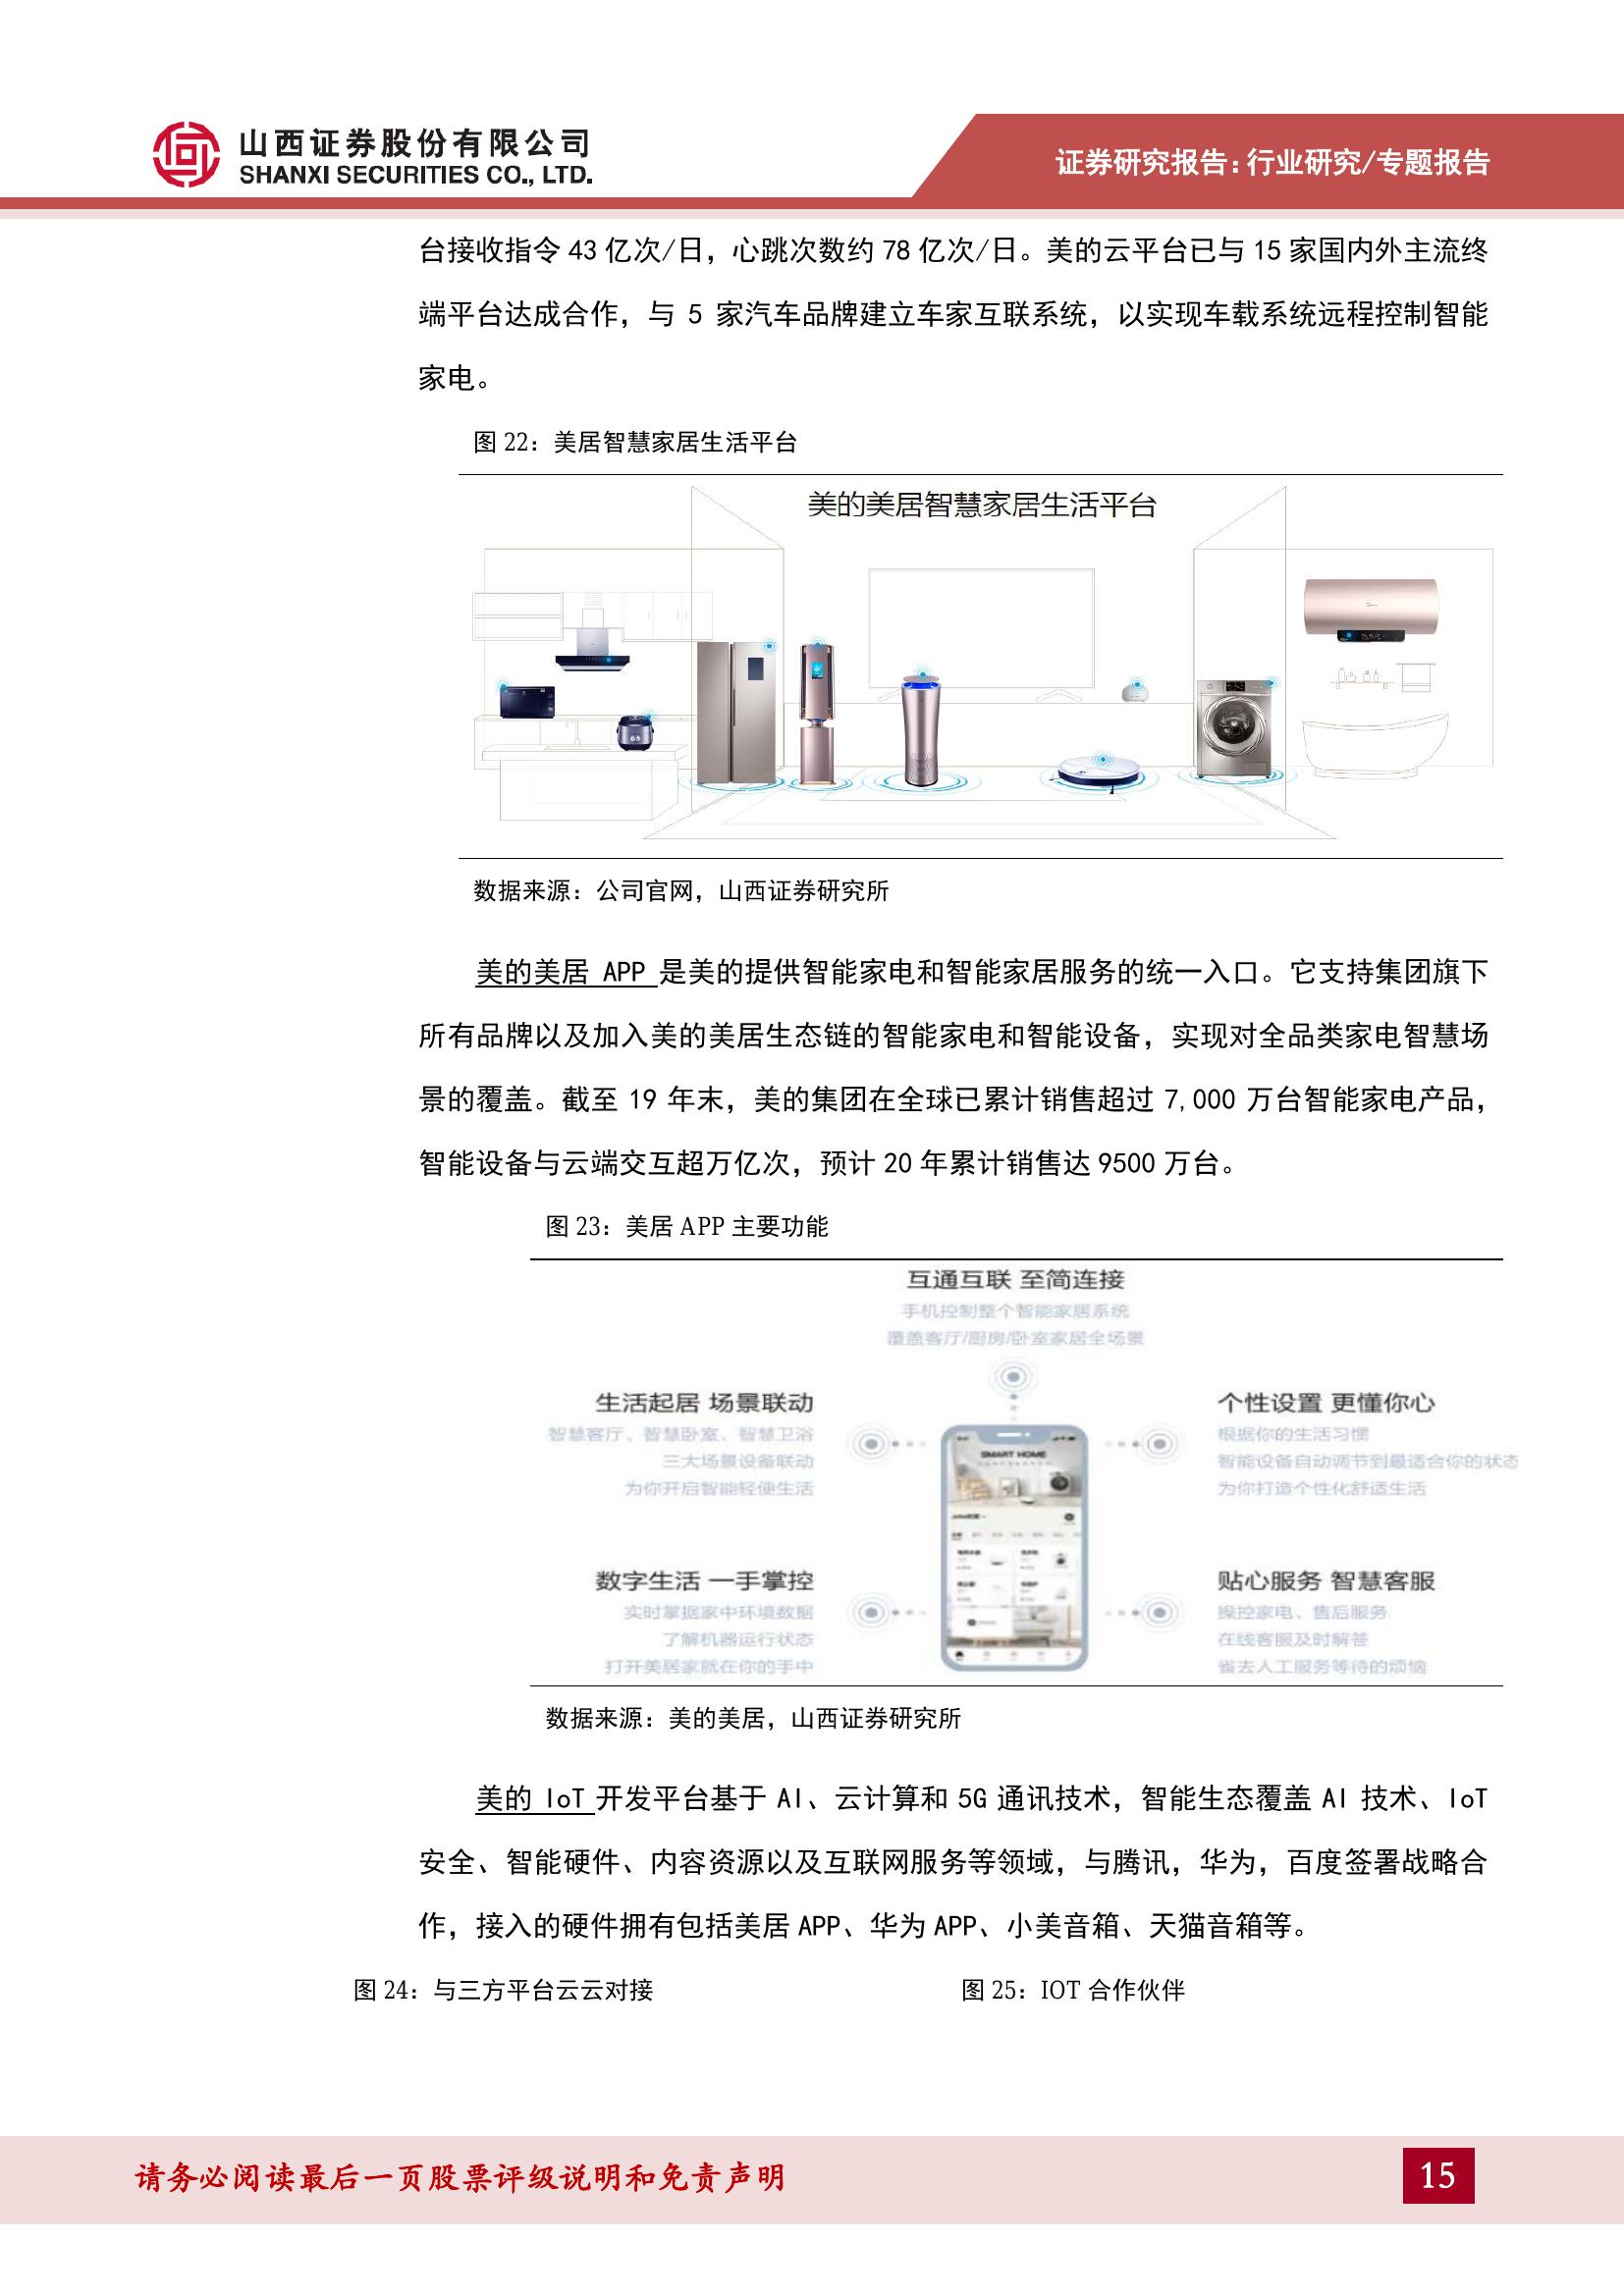 山西证券股份有限公司
SHANXI SECURITIES CO., LTD.
证券研究报告：行业研究/专题报告
台接收指令 43 亿次/日，心跳次数约 78 亿次/日。美的云平台已与 15 家国内外主流终
端平台达成合作，与 5 家汽车品牌建立车家互联系统，以实现车载系统远程控制智能
家电。
图 22：美居智慧家居生活平台
美的美居智慧家居生活平台
数据来源：公司官网，山西证券研究所
美的美居 APP 是美的提供智能家电和智能家居服务的统一入口。它支持集团旗下
所有品牌以及加入美的美居生态链的智能家电和智能设备，实现对全品类家电智慧场
景的覆盖。截至 19 年末，美的集团在全球已累计销售超过 7,000 万台智能家电产品，
智能设备与云端交互超万亿次，预计 20 年累计销售达 9500 万台。
图 23：美居 APP 主要功能
互通互联 至简连接
手机控制整个智能家居系统
覆盖客厅/厨房/卧室家居全场景
生活起居 场景联动
智慧客厅、智慧卧室、智慧卫浴
三大场景设备联动
为你开启智能轻便生活
个性设置 更懂你心
根据你的生活习惯
智能设备自动调节到最适合你的状态
为你打造个性化舒适生活
SMART HOME
数字生活 一手掌控
实时掌握家中环境数据
了解机器运行状态
打开美居家就在你的手中
贴心服务 智慧客服
操控家电、售后服务
在线客服及时解答
省去人工服务等待的烦恼
数据来源：美的美居，山西证券研究所
美的 IoT 开发平台基于 AI、云计算和 5G 通讯技术，智能生态覆盖 AI 技术、IoT
安全、智能硬件、内容资源以及互联网服务等领域，与腾讯，华为，百度签署战略合
作，接入的硬件拥有包括美居 APP、华为 APP、小美音箱、天猫音箱等。
图 24：与三方平台云云对接
图 25：IOT 合作伙伴
请务必阅读最后一页股票评级说明和免责声明
15